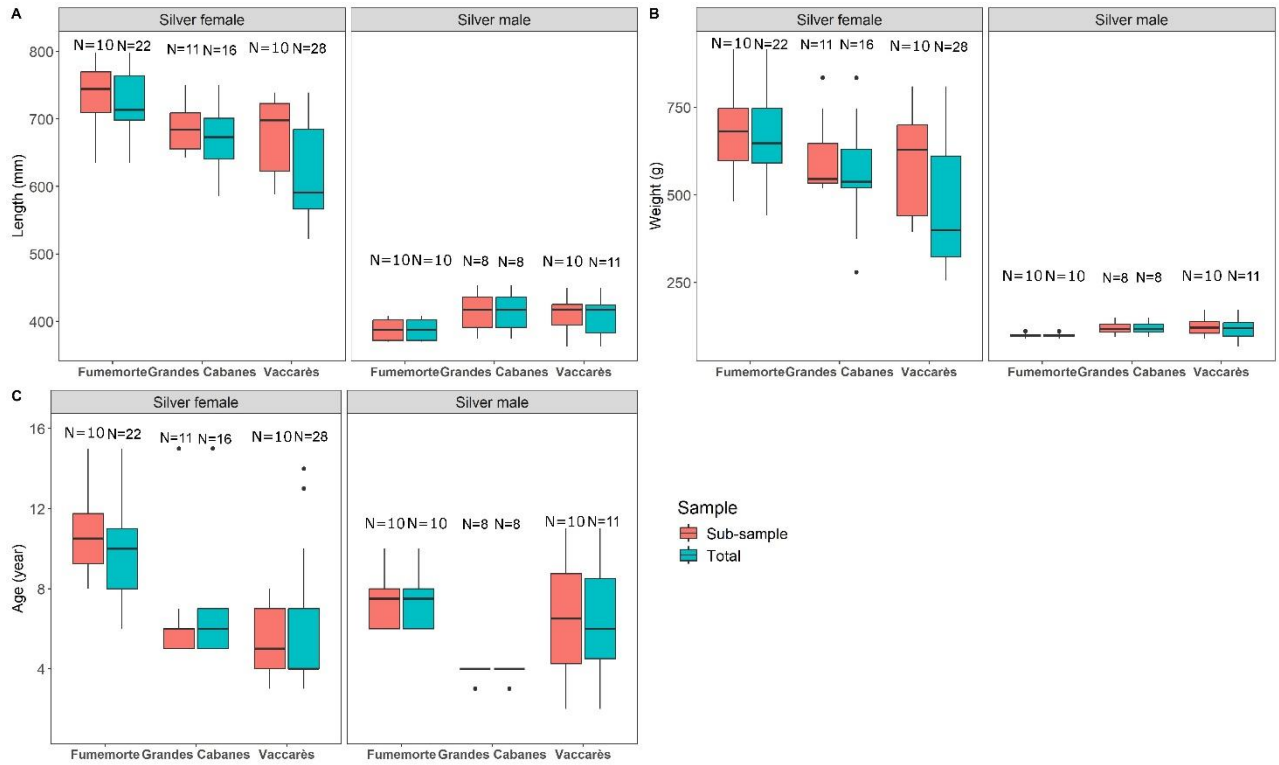 A
Silver female
Silver male
Length (mm)
800
700
600
500
400
N=10 N=22 N=11 N=16 N=10 N=28
N=10 N=10 N=8 N=8 N=10 N=11
Fumemorte Grandes Cabanes Vaccarès
Fumemorte Grandes Cabanes Vaccarès
B
Silver female
Silver male
Weight (g)
750
500
250
N=10 N=22 N=11 N=16 N=10 N=28
N=10 N=10 N=8 N=8 N=10 N=11
Fumemorte Grandes Cabanes Vaccarès
Fumemorte Grandes Cabanes Vaccarès
C
Silver female
Silver male
Age (year)
16
12
8
4
N=10 N=22 N=11 N=16 N=10 N=28
N=10 N=10 N=8 N=8 N=10 N=11
Fumemorte Grandes Cabanes Vaccarès
Fumemorte Grandes Cabanes Vaccarès
Sample
Sub-sample
Total